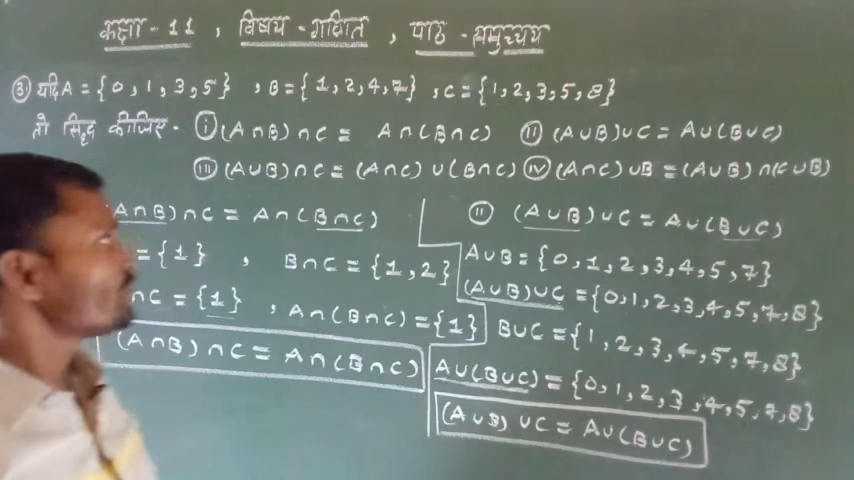 कक्षा - 11 , विषय - गणित , पाठ - समुच्चय
③ यदि A = {0, 1, 3, 5} , B = {1, 2, 4, 7} , C = {1, 2, 3, 5, 8}
तो सिद्ध कीजिए - ⓘ (A ∩ B) ∩ C = A ∩ (B ∩ C) ⓘⓘ (A ∪ B) ∪ C = A ∪ (B ∪ C)
ⓘⓘⓘ (A ∪ B) ∩ C = (A ∩ C) ∪ (B ∩ C) ⓘⓥ (A ∩ C) ∪ B = (A ∪ B) ∩ (C ∪ B)
A ∩ B) ∩ C = A ∩ (B ∩ C)
= {1} , B ∩ C = {1, 2}
∩ C = {1} , A ∩ (B ∩ C) = {1}
(A ∩ B) ∩ C = A ∩ (B ∩ C)
ⓘⓘ (A ∪ B) ∪ C = A ∪ (B ∪ C)
A ∪ B = {0, 1, 2, 3, 4, 5, 7}
(A ∪ B) ∪ C = {0, 1, 2, 3, 4, 5, 7, 8}
B ∪ C = {1, 2, 3, 4, 5, 7, 8}
A ∪ (B ∪ C) = {0, 1, 2, 3, 4, 5, 7, 8}
(A ∪ B) ∪ C = A ∪ (B ∪ C)